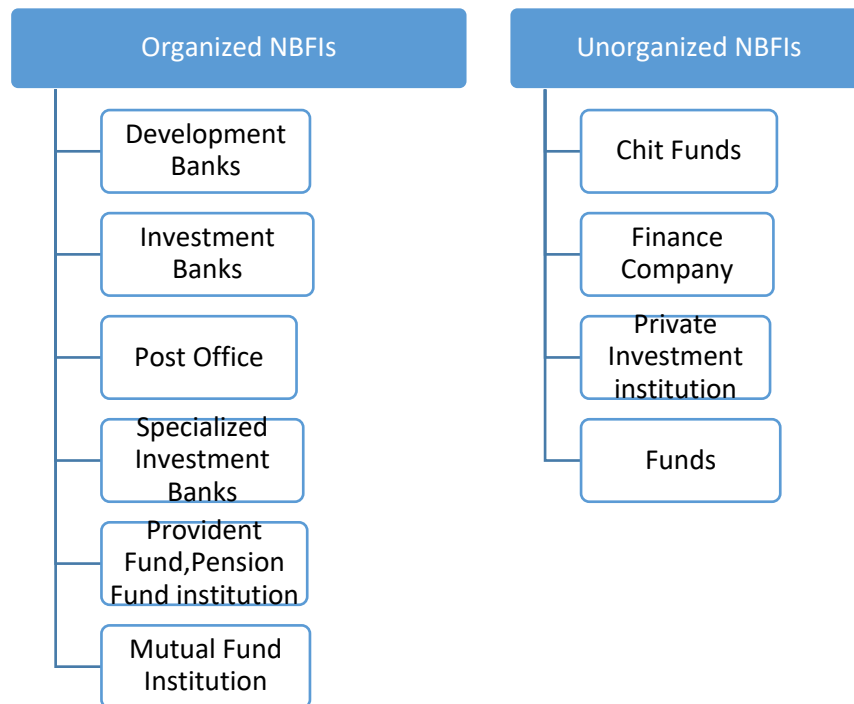 Organized NBFIs
Development
Banks
Investment
Banks
Post Office
Specialized
Investment
Banks
Provident
Fund,Pension
Fund institution
Mutual Fund
Institution
Unorganized NBFIs
Chit Funds
Finance
Company
Private
Investment
institution
Funds